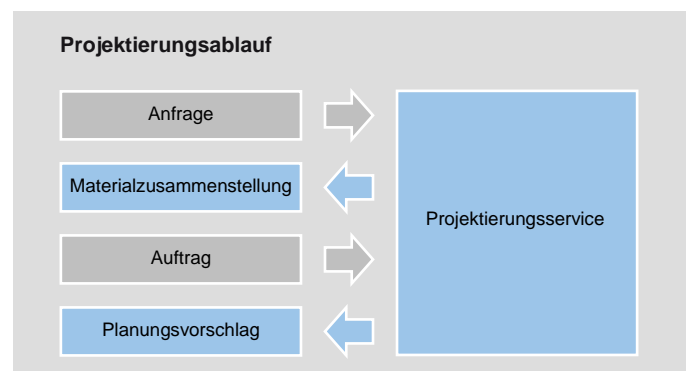 Projektierungsablauf
Anfrage
Materialzusammenstellung
Projektierungsservice
Auftrag
Planungsvorschlag